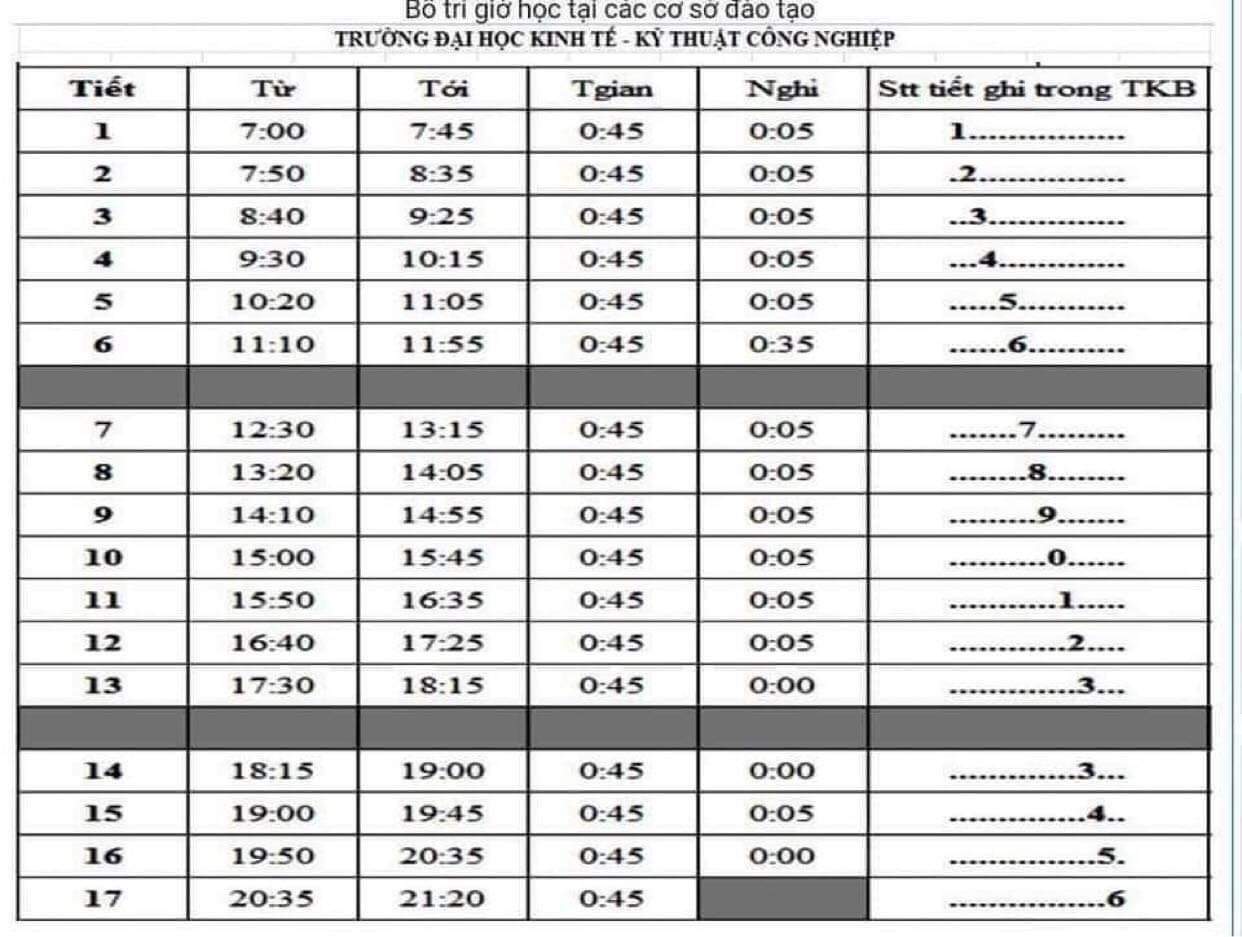 Bố trí giờ học tại các cơ sở đào tạo
TRƯỜNG ĐẠI HỌC KINH TẾ - KỸ THUẬT CÔNG NGHIỆP
Tiết Từ Tới Tgian Nghỉ Stt tiết ghi trong TKB
1 7:00 7:45 0:45 0:05 1................
2 7:50 8:35 0:45 0:05 .2...............
3 8:40 9:25 0:45 0:05 ..3..............
4 9:30 10:15 0:45 0:05 ...4.............
5 10:20 11:05 0:45 0:05 .....5...........
6 11:10 11:55 0:45 0:35 ......6..........
7 12:30 13:15 0:45 0:05 .......7.........
8 13:20 14:05 0:45 0:05 ........8........
9 14:10 14:55 0:45 0:05 .........9.......
10 15:00 15:45 0:45 0:05 ..........0......
11 15:50 16:35 0:45 0:05 ...........1.....
12 16:40 17:25 0:45 0:05 ............2....
13 17:30 18:15 0:45 0:00 .............3...
14 18:15 19:00 0:45 0:00 .............3...
15 19:00 19:45 0:45 0:05 ..............4..
16 19:50 20:35 0:45 0:00 ...............5.
17 20:35 21:20 0:45 ................6